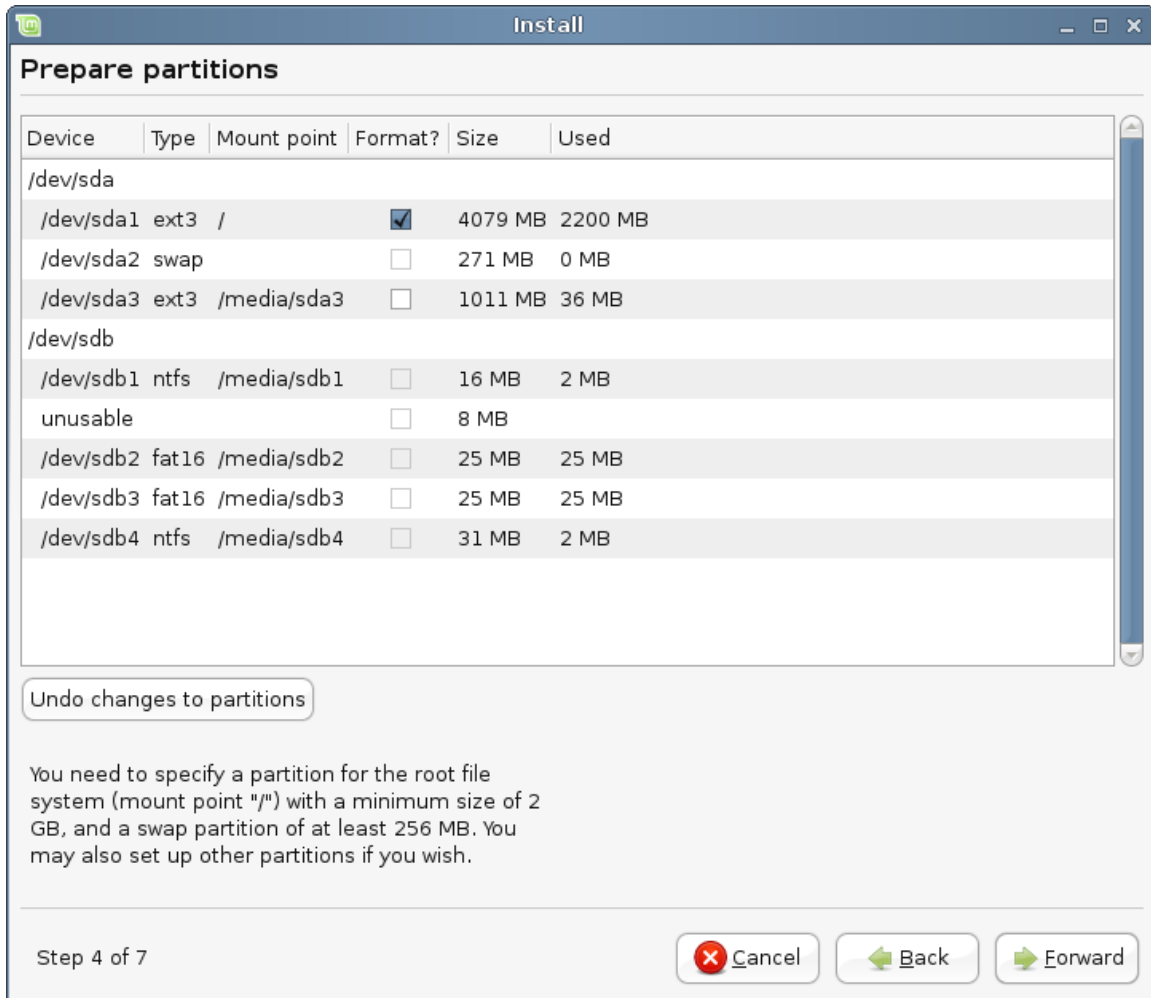 Install
Prepare partitions
Device Type Mount point Format? Size Used
/dev/sda
/dev/sda1 ext3 / 4079 MB 2200 MB
/dev/sda2 swap 271 MB 0 MB
/dev/sda3 ext3 /media/sda3 1011 MB 36 MB
/dev/sdb
/dev/sdb1 ntfs /media/sdb1 16 MB 2 MB
unusable 8 MB
/dev/sdb2 fat16 /media/sdb2 25 MB 25 MB
/dev/sdb3 fat16 /media/sdb3 25 MB 25 MB
/dev/sdb4 ntfs /media/sdb4 31 MB 2 MB
Undo changes to partitions
You need to specify a partition for the root file
system (mount point "/") with a minimum size of 2
GB, and a swap partition of at least 256 MB. You
may also set up other partitions if you wish.
Step 4 of 7 Cancel Back Forward